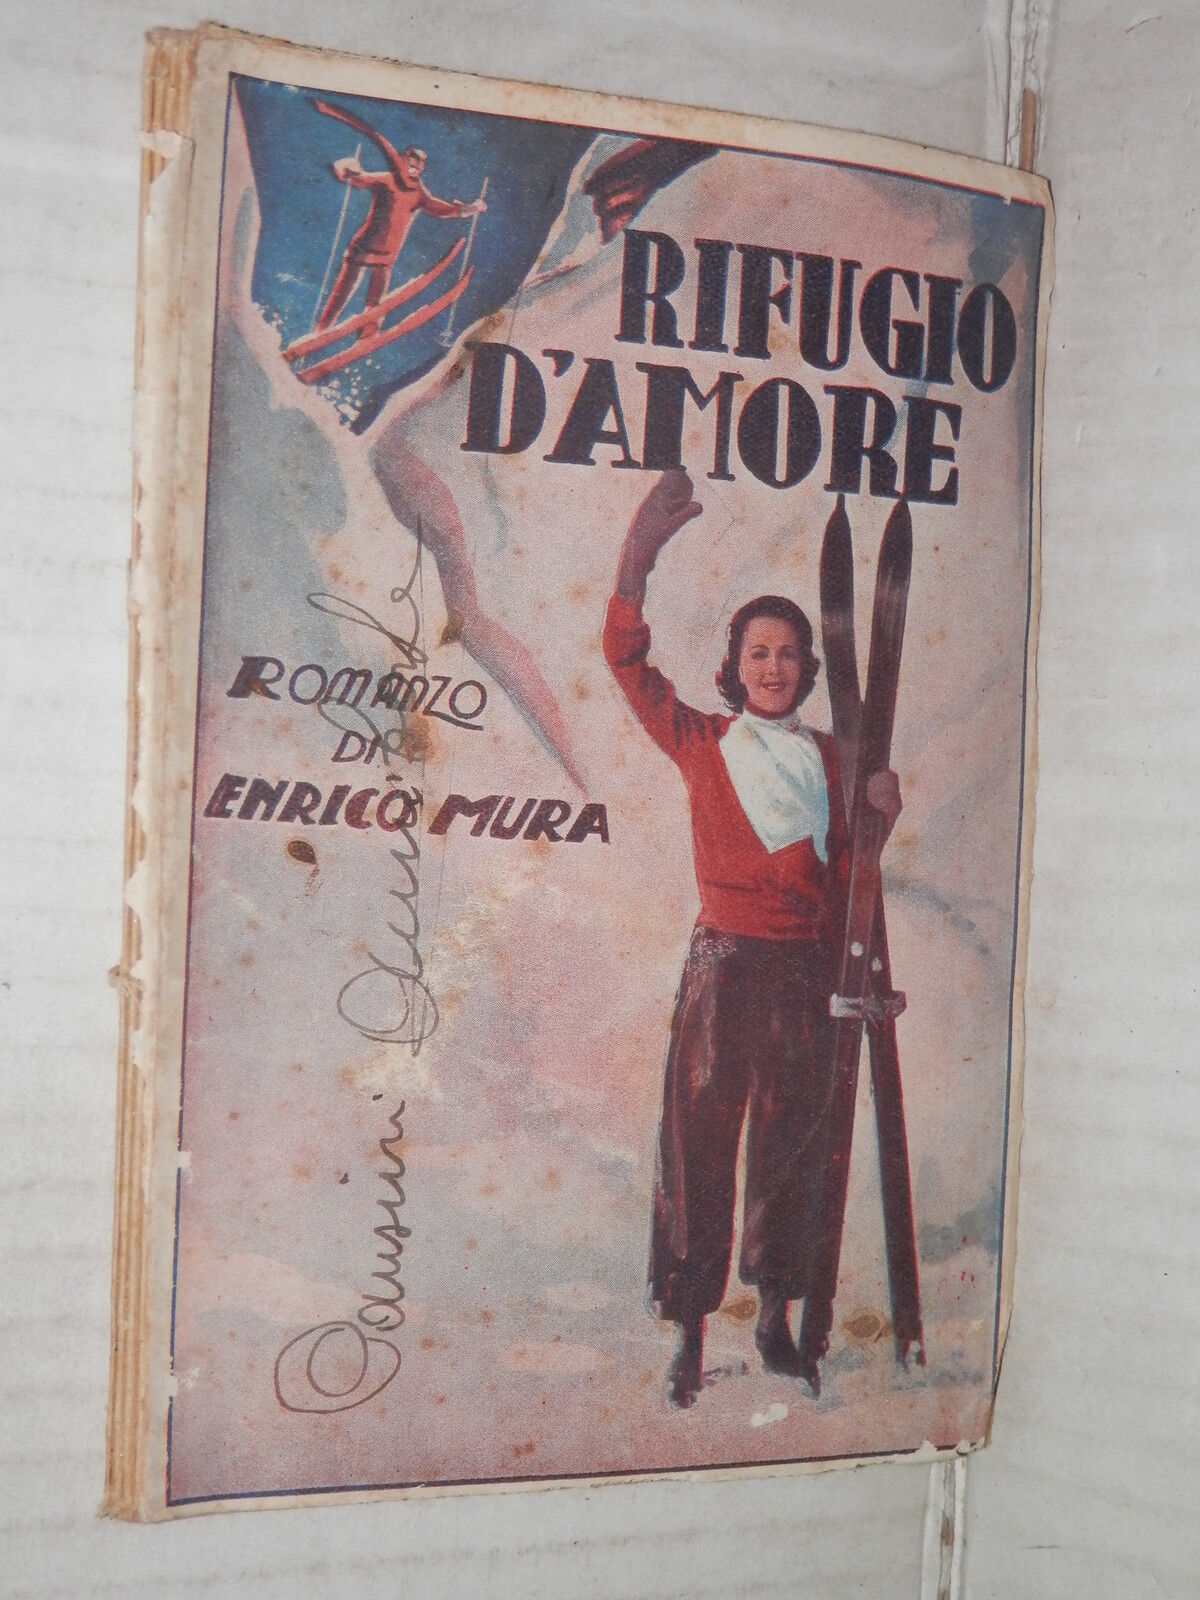 RIFUGIO
D'AMORE
ROMANZO
DI
ENRICO MURA